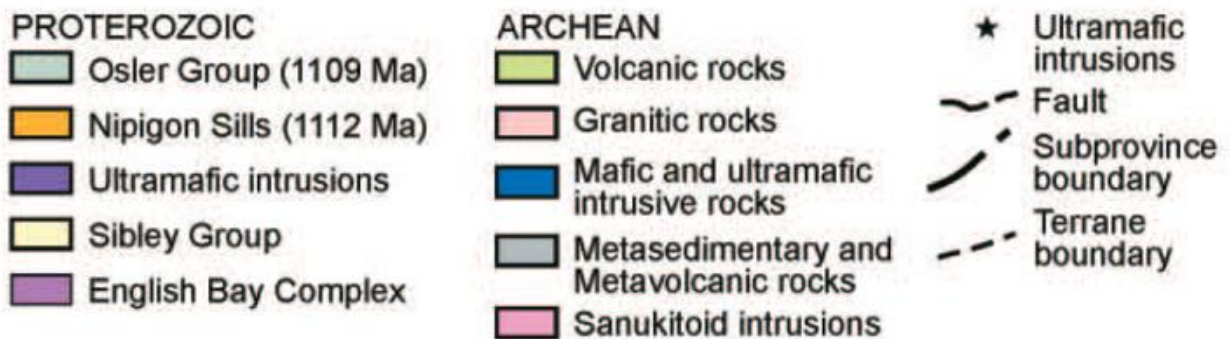 PROTEROZOIC
Osler Group (1109 Ma)
Nipigon Sills (1112 Ma)
Ultramafic intrusions
Sibley Group
English Bay Complex
ARCHEAN
Volcanic rocks
Granitic rocks
Mafic and ultramafic
intrusive rocks
Metasedimentary and
Metavolcanic rocks
Sanukitoid intrusions
Ultramafic
intrusions
Fault
Subprovince
boundary
Terrane
boundary